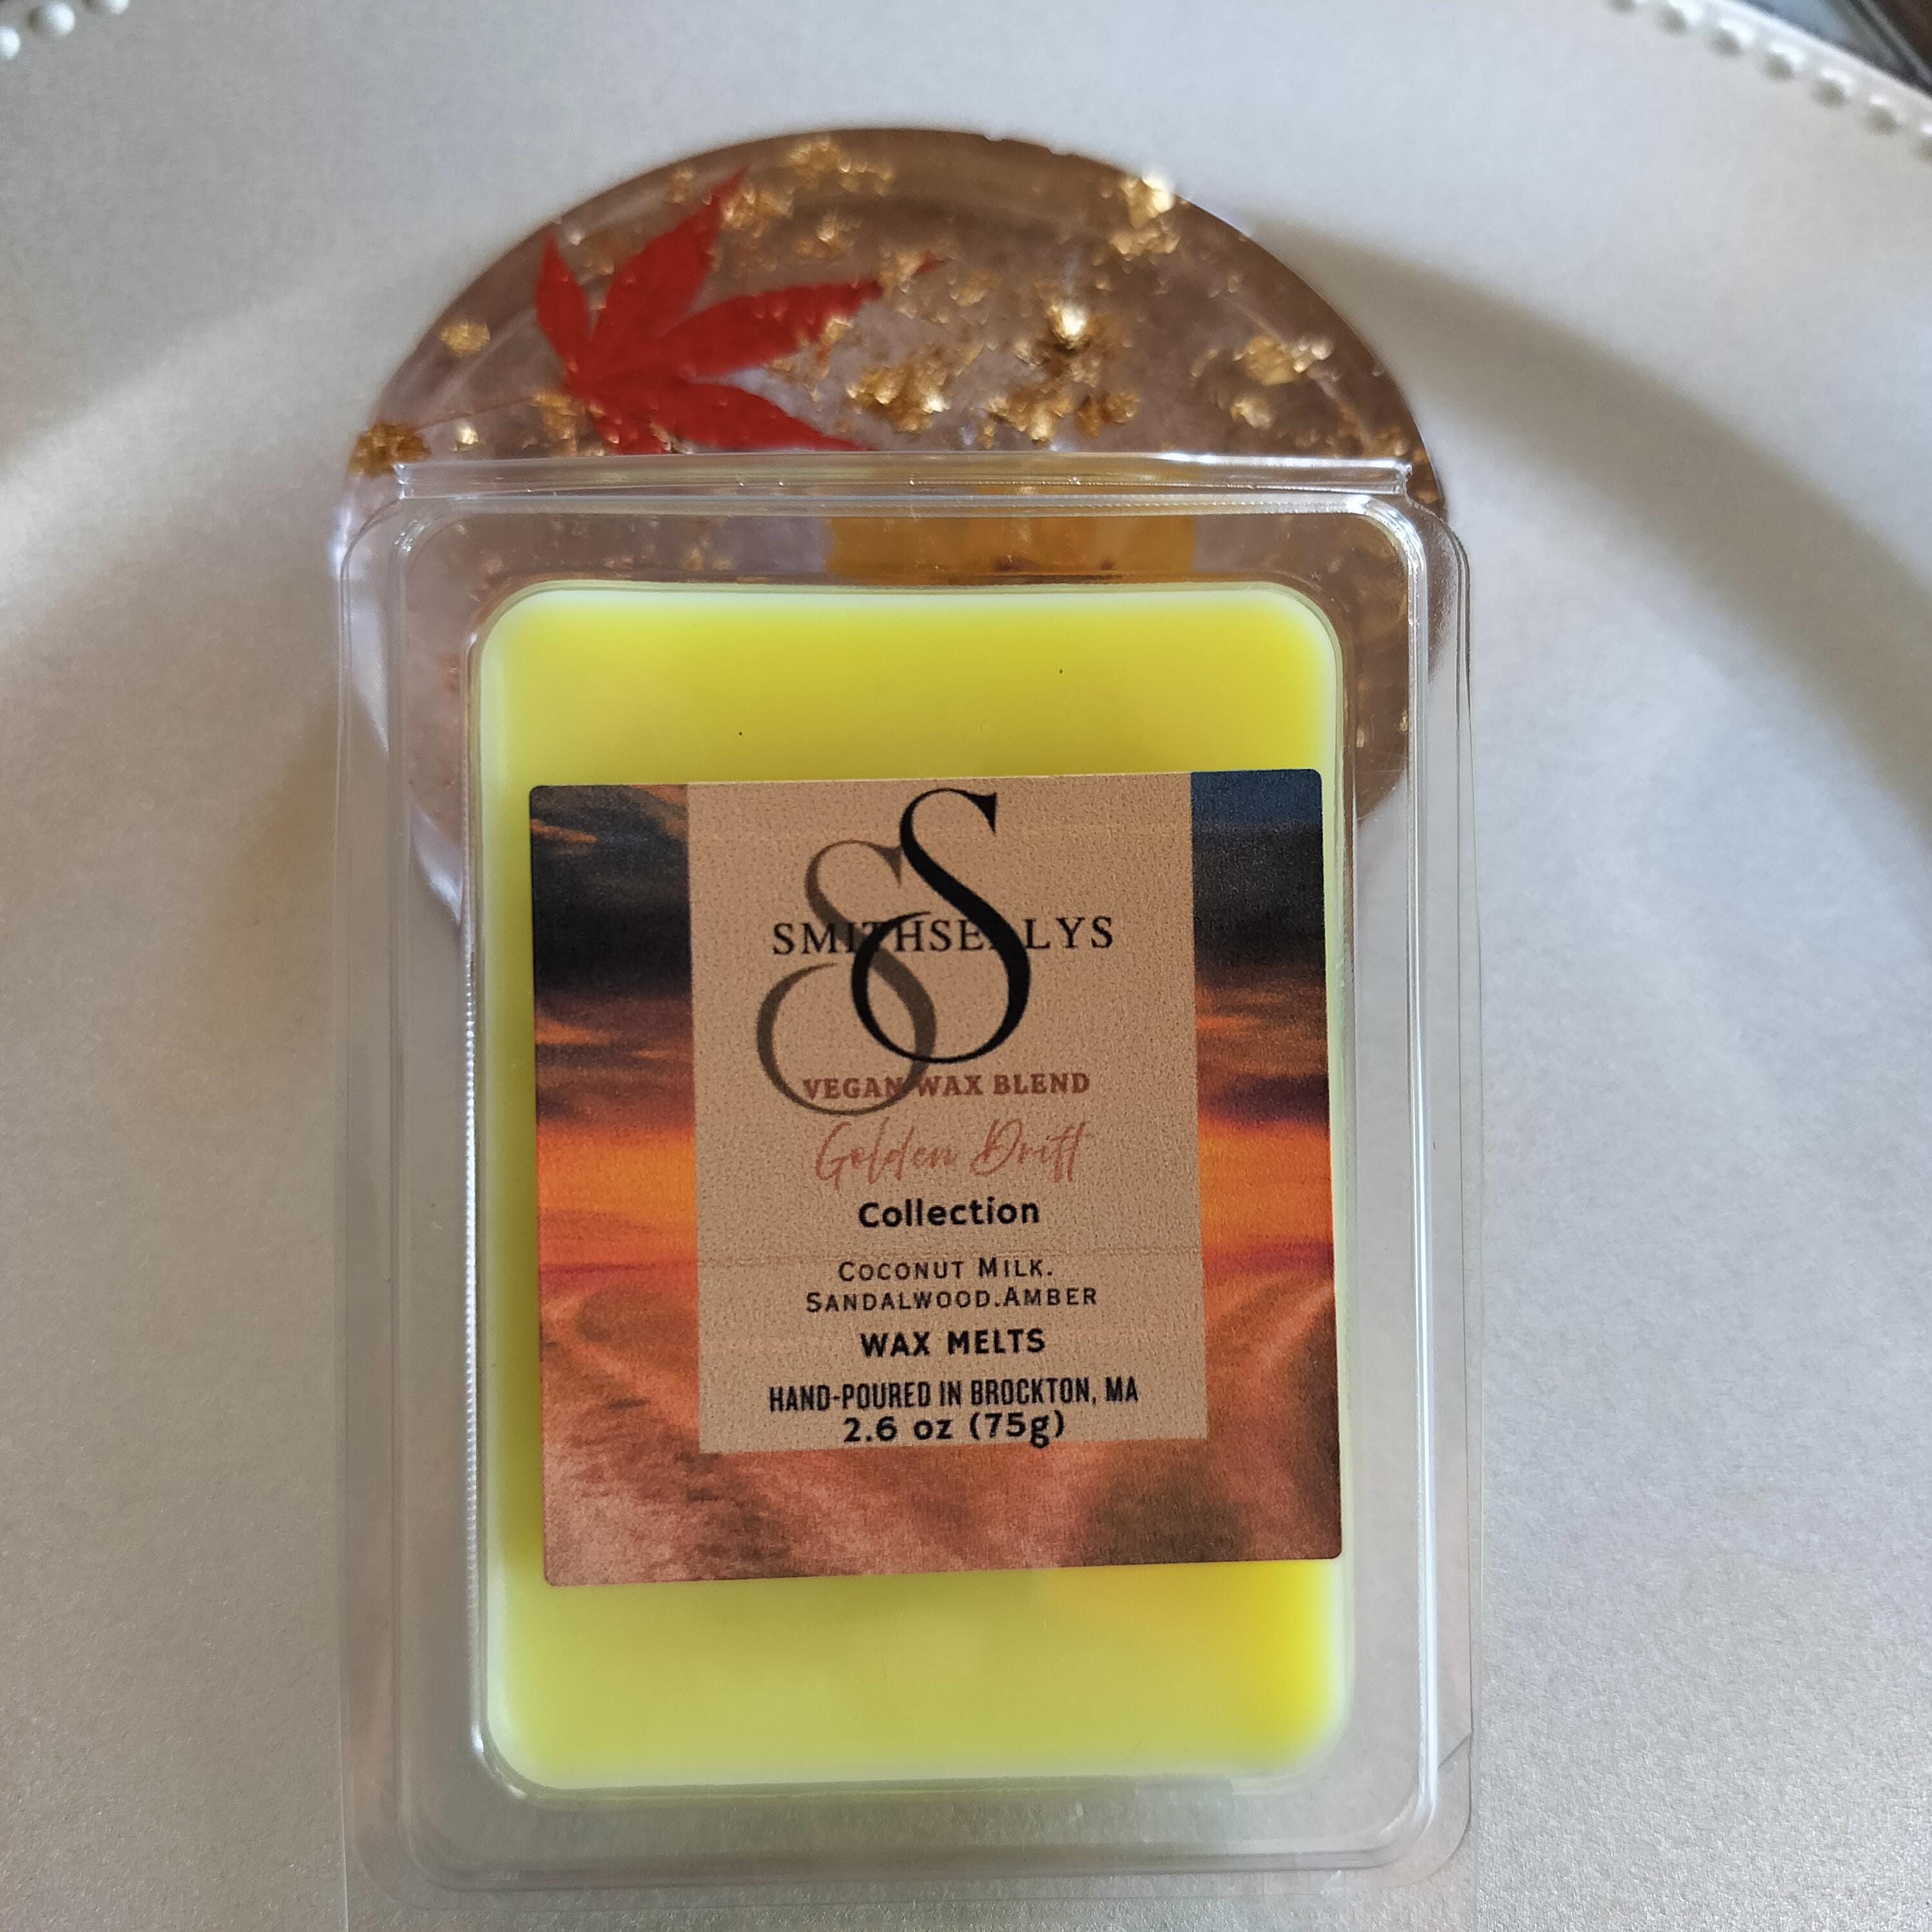 SS
SMITHSEALYS
VEGAN WAX BLEND
Golden Drift
Collection
COCONUT MILK.
SANDALWOOD.AMBER
WAX MELTS
HAND-POURED IN BROCKTON, MA
2.6 oz (75g)